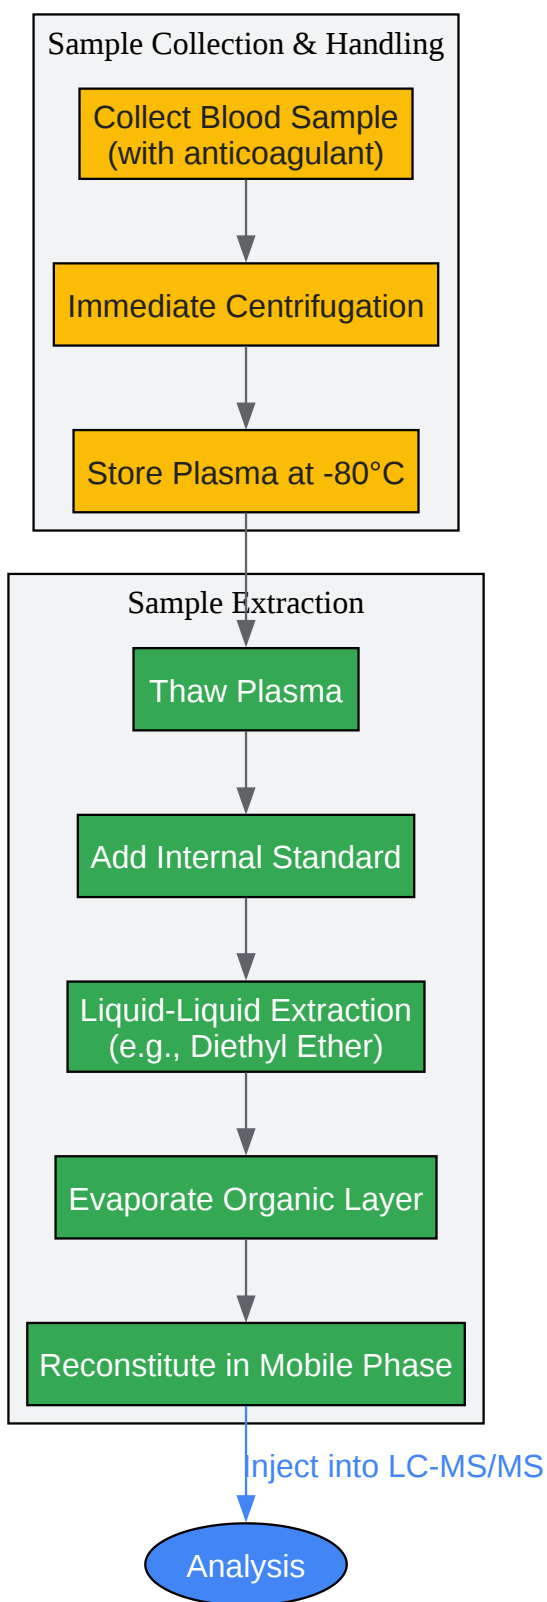 Sample Collection & Handling
Collect Blood Sample
(with anticoagulant)
Immediate Centrifugation
Store Plasma at -80°C
Sample Extraction
Thaw Plasma
Add Internal Standard
Liquid-Liquid Extraction
(e.g., Diethyl Ether)
Evaporate Organic Layer
Reconstitute in Mobile Phase
Inject into LC-MS/MS
Analysis